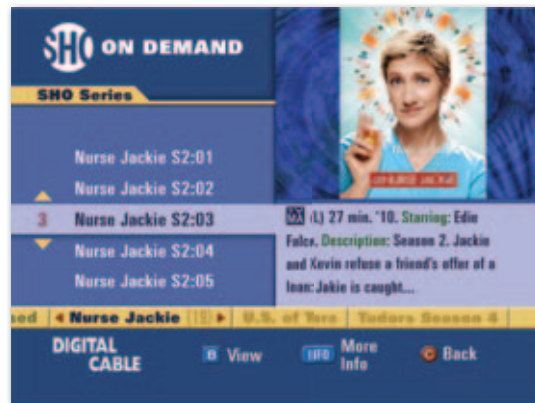 SHO ON DEMAND
SHO Series
Nurse Jackie S2:01
Nurse Jackie S2:02
3 Nurse Jackie S2:03
Nurse Jackie S2:04
Nurse Jackie S2:05
NURSE JACKIE
(L) 27 min. '10. Starring: Edie
Falco. Description: Season 2. Jackie
and Kevin refuse a friend's offer of a
loan: Jakie is caught...
sed Nurse Jackie U.S. of Tara Tudors Season 4
DIGITAL
CABLE
B View
INFO More
Info
C Back